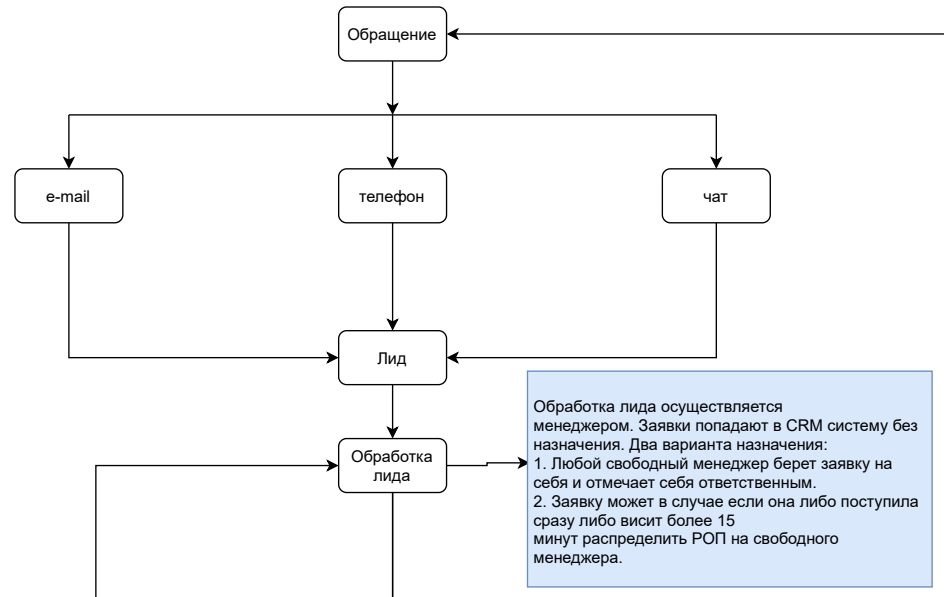 Обращение
e-mail
телефон
чат
Лид
Обработка
лида
Обработка лида осуществляется
менеджером. Заявки попадают в CRM систему без
назначения. Два варианта назначения:
1. Любой свободный менеджер берет заявку на
себя и отмечает себя ответственным.
2. Заявку может в случае если она либо поступила
сразу либо висит более 15
минут распределить РОП на свободного
менеджера.